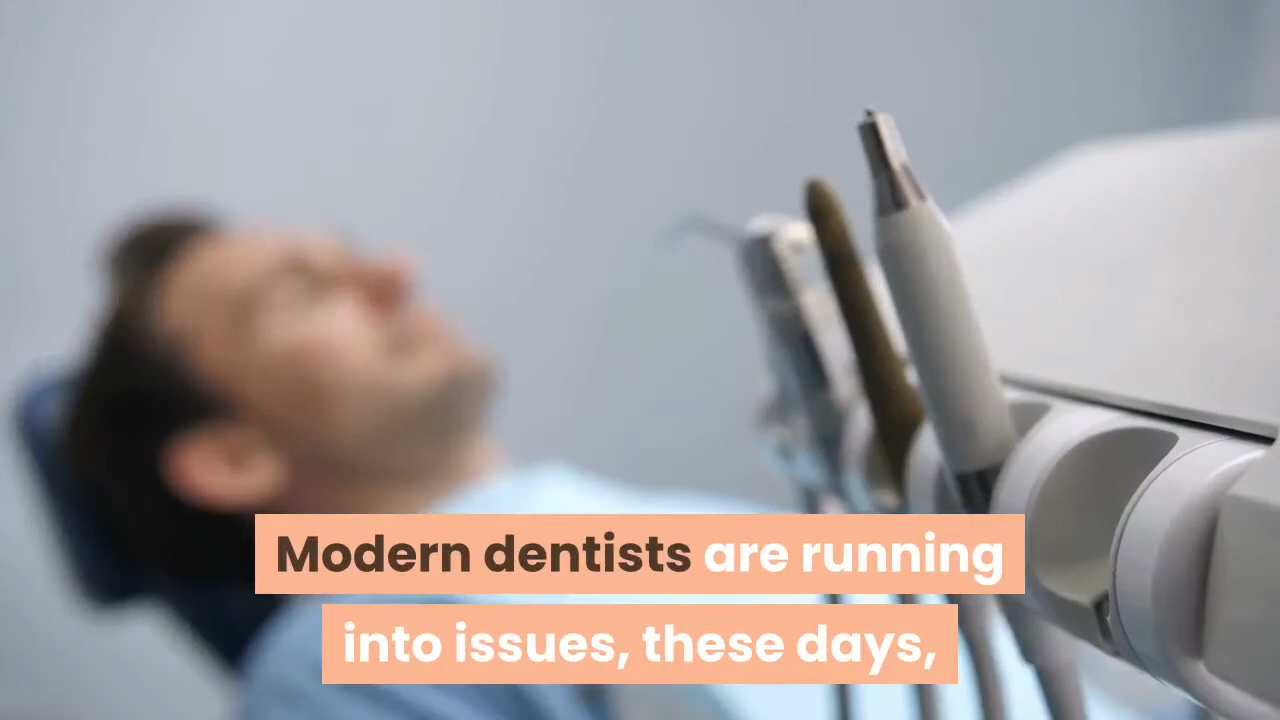 Modern dentists are running
into issues, these days,